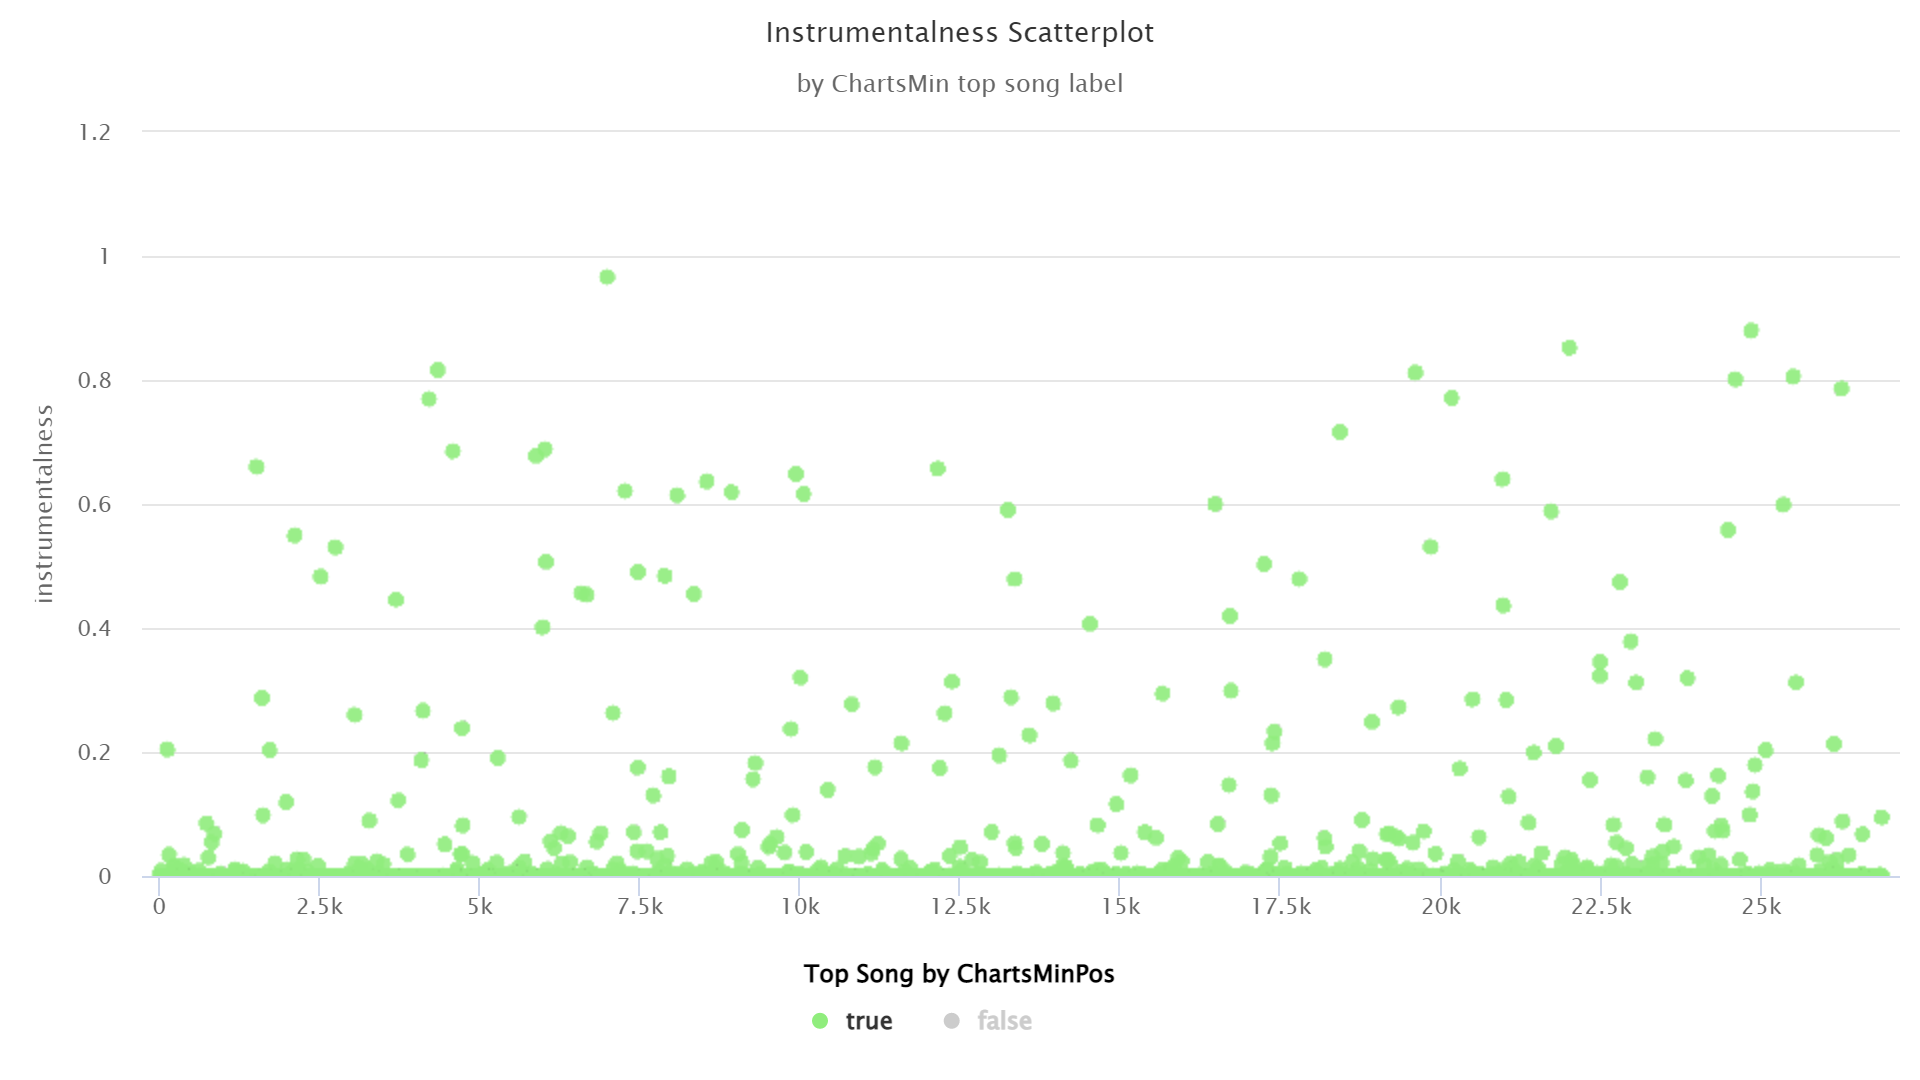 Instrumentalness Scatterplot
by ChartsMin top song label
1.2
1
0.8
0.6
0.4
0.2
0
instrumentalness
0 2.5k 5k 7.5k 10k 12.5k 15k 17.5k 20k 22.5k 25k
Top Song by ChartsMinPos
true false